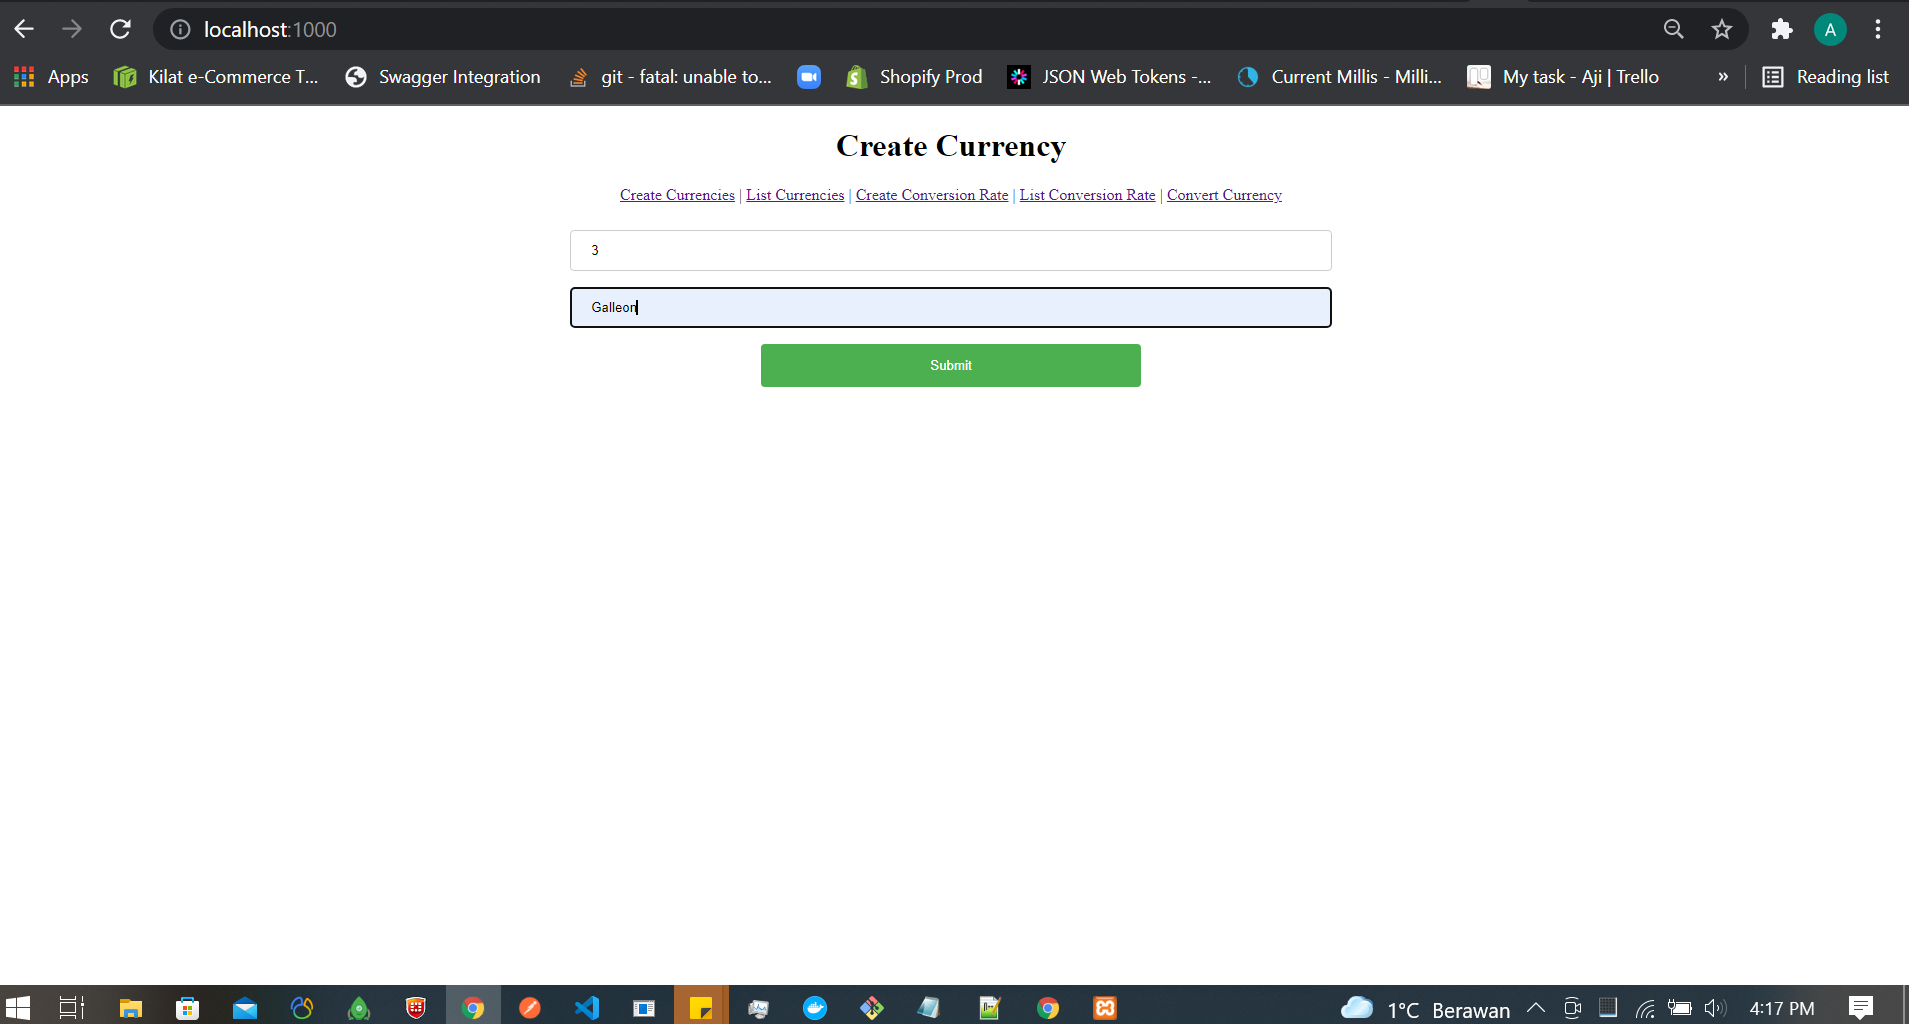 localhost:1000
A
Apps
Kilat e-Commerce T...
Swagger Integration
git - fatal: unable to...
Shopify Prod
JSON Web Tokens -...
Current Millis - Milli...
My task - Aji | Trello
»
Reading list
Create Currency
Create Currencies | List Currencies | Create Conversion Rate | List Conversion Rate | Convert Currency
3
Galleon
Submit
1°C Berawan
4:17 PM